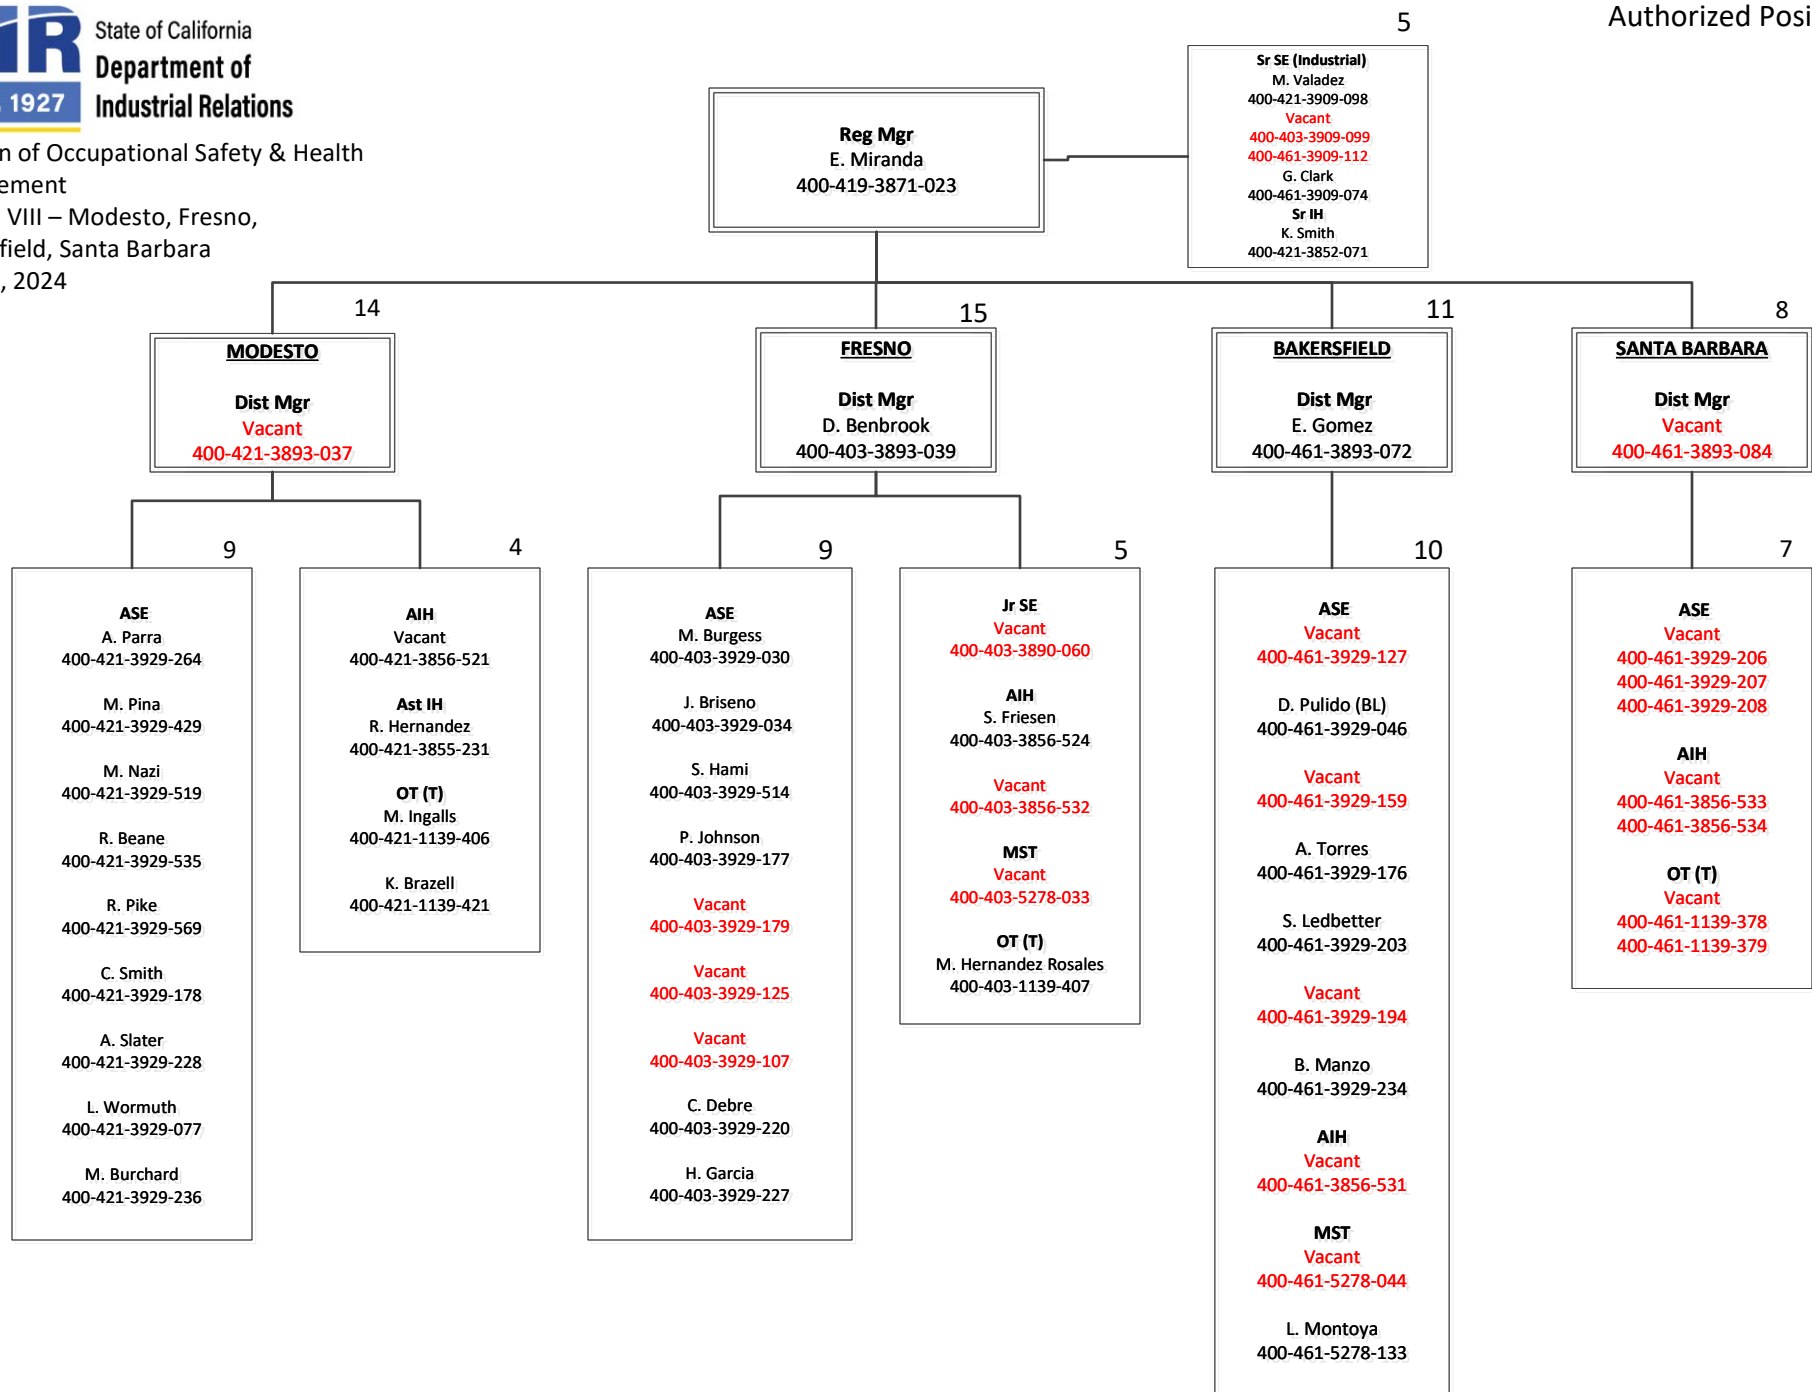 State of California
Department of
Industrial Relations
1927
of Occupational Safety & Health
VIII – Modesto, Fresno,
Santa Barbara
, 2024
Authorized
5
Sr SE (Industrial)
M. Valadez
400-421-3909-098
Vacant
400-403-3909-099
400-461-3909-112
G. Clark
400-461-3909-074
Sr IH
K. Smith
400-421-3852-071
Reg Mgr
E. Miranda
400-419-3871-023
14
MODESTO
Dist Mgr
Vacant
400-421-3893-037
15
FRESNO
Dist Mgr
D. Benbrook
400-403-3893-039
11
BAKERSFIELD
Dist Mgr
E. Gomez
400-461-3893-072
8
SANTA BARBARA
Dist Mgr
Vacant
400-461-3893-084
9
ASE
A. Parra
400-421-3929-264
M. Pina
400-421-3929-429
M. Nazi
400-421-3929-519
R. Beane
400-421-3929-535
R. Pike
400-421-3929-569
C. Smith
400-421-3929-178
A. Slater
400-421-3929-228
L. Wormuth
400-421-3929-077
M. Burchard
400-421-3929-236
4
AIH
Vacant
400-421-3856-521
Ast IH
R. Hernandez
400-421-3855-231
OT (T)
M. Ingalls
400-421-1139-406
K. Brazell
400-421-1139-421
9
ASE
M. Burgess
400-403-3929-030
J. Briseno
400-403-3929-034
S. Hami
400-403-3929-514
P. Johnson
400-403-3929-177
Vacant
400-403-3929-179
Vacant
400-403-3929-125
Vacant
400-403-3929-107
C. Debre
400-403-3929-220
H. Garcia
400-403-3929-227
5
Jr SE
Vacant
400-403-3890-060
AIH
S. Friesen
400-403-3856-524
Vacant
400-403-3856-532
MST
Vacant
400-403-5278-033
OT (T)
M. Hernandez Rosales
400-403-1139-407
10
ASE
Vacant
400-461-3929-127
D. Pulido (BL)
400-461-3929-046
Vacant
400-461-3929-159
A. Torres
400-461-3929-176
S. Ledbetter
400-461-3929-203
Vacant
400-461-3929-194
B. Manzo
400-461-3929-234
AIH
Vacant
400-461-3856-531
MST
Vacant
400-461-5278-044
L. Montoya
400-461-5278-133
7
ASE
Vacant
400-461-3929-206
400-461-3929-207
400-461-3929-208
AIH
Vacant
400-461-3856-533
400-461-3856-534
OT (T)
Vacant
400-461-1139-378
400-461-1139-379